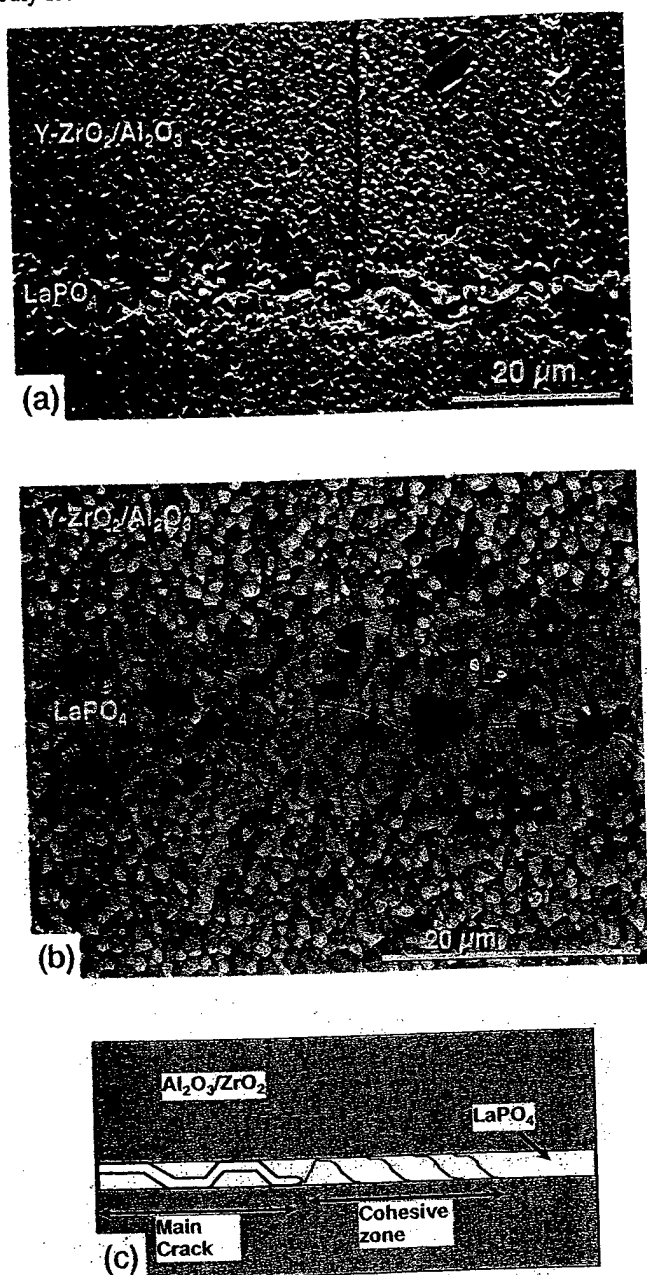 Y-ZrO₂/Al₂O₃
LaPO₄
20 µm
(a)
Y-ZrO₂/Al₂O₃
LaPO₄
20 µm
(b)
Al₂O₃/ZrO₂
LaPO₄
Main
Crack
Cohesive
zone
(c)